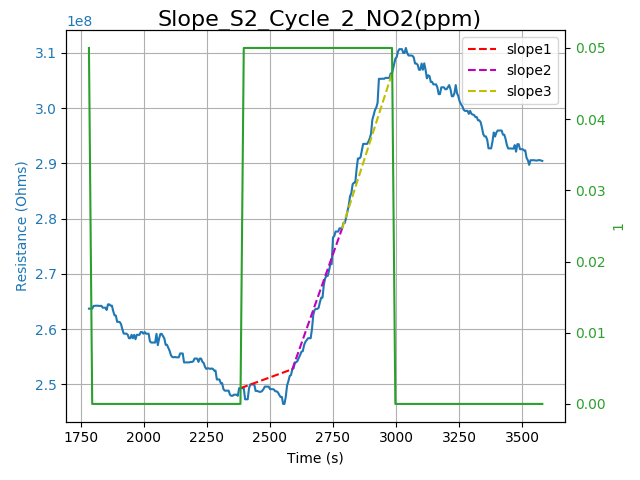 Slope_S2_Cycle_2_NO2(ppm)
1e8
slope1
slope2
slope3
3.1
3.0
2.9
2.8
2.7
2.6
2.5
Resistance (Ohms)
0.05
0.04
0.03
0.02
0.01
0.00
1
1750 2000 2250 2500 2750 3000 3250 3500
Time (s)